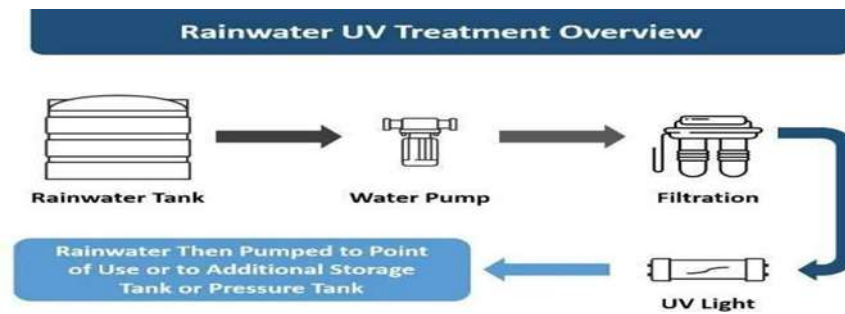 Rainwater UV Treatment Overview
Rainwater Tank
Water Pump
Filtration
UV Light
Rainwater Then Pumped to Point
of Use or to Additional Storage
Tank or Pressure Tank